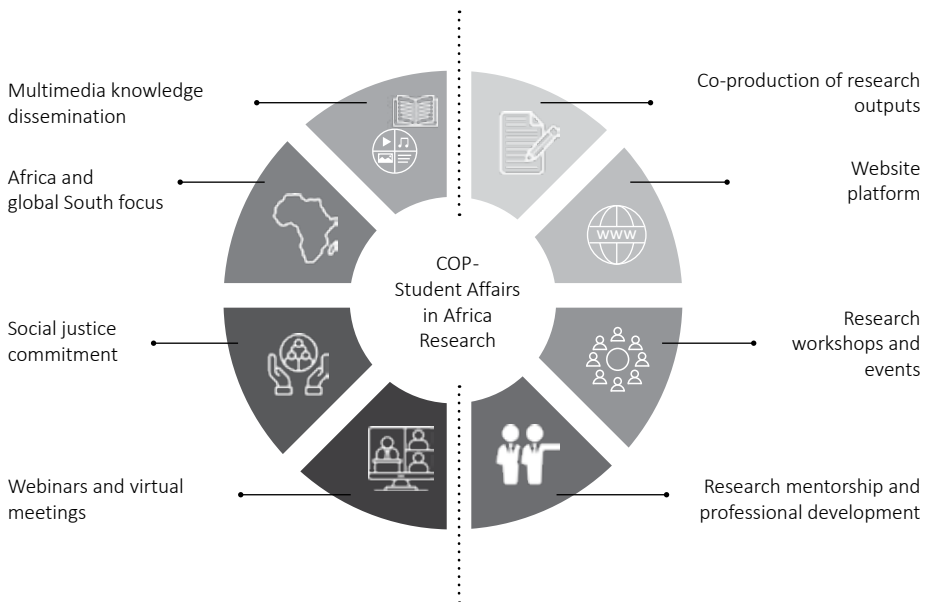 Multimedia knowledge
dissemination
Africa and
global South focus
Social justice
commitment
Webinars and virtual
meetings
COP-
Student Affairs
in Africa
Research
Co-production of research
outputs
Website
platform
WWW
Research
workshops and
events
Research mentorship and
professional development